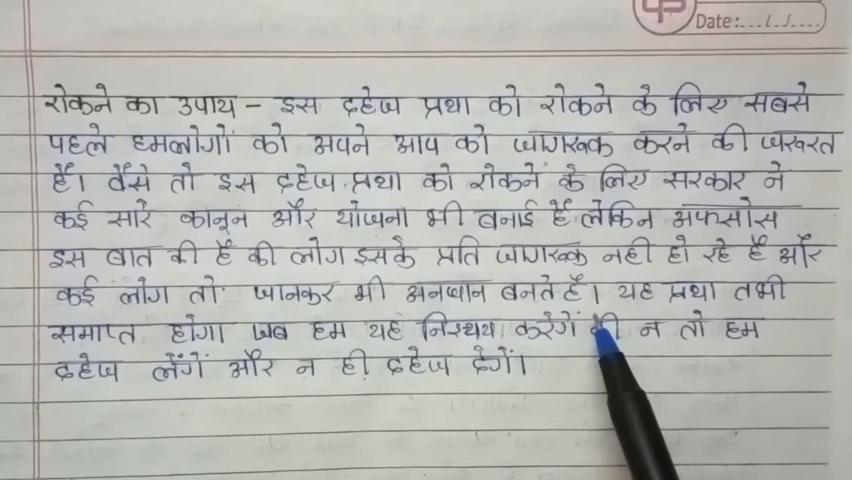 Date:.../.../....
रोकने का उपाय - इस दहेज प्रथा को रोकने के लिए सबसे
पहले हमलोगों को अपने आप को जागरूक करने की जरूरत
है। वैसे तो इस दहेज प्रथा को रोकने के लिए सरकार ने
कई सारे कानून और योजना भी बनाई है लेकिन अफसोस
इस बात की है की लोग इसके प्रति जागरूक नही हो रहे है और
कई लोग तो जानकर भी अनजान बनते है। यह प्रथा तभी
समाप्त होगा जब हम यह निश्चय करेगें की न तो हम
दहेज लेंगें और न ही दहेज देगें।